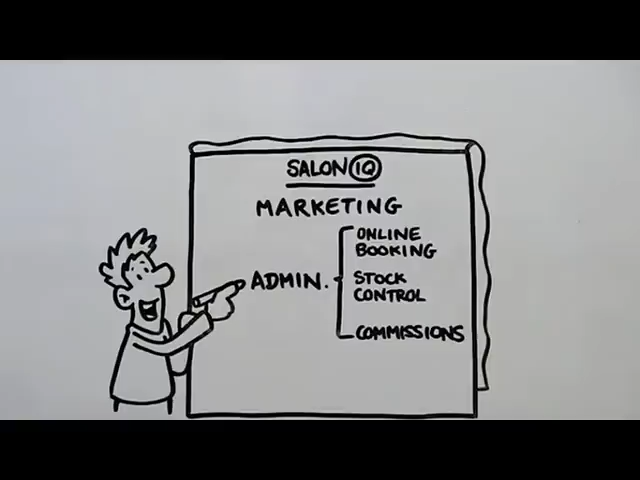 SALON IQ
MARKETING
ADMIN.
ONLINE
BOOKING
STOCK
CONTROL
COMMISSIONS